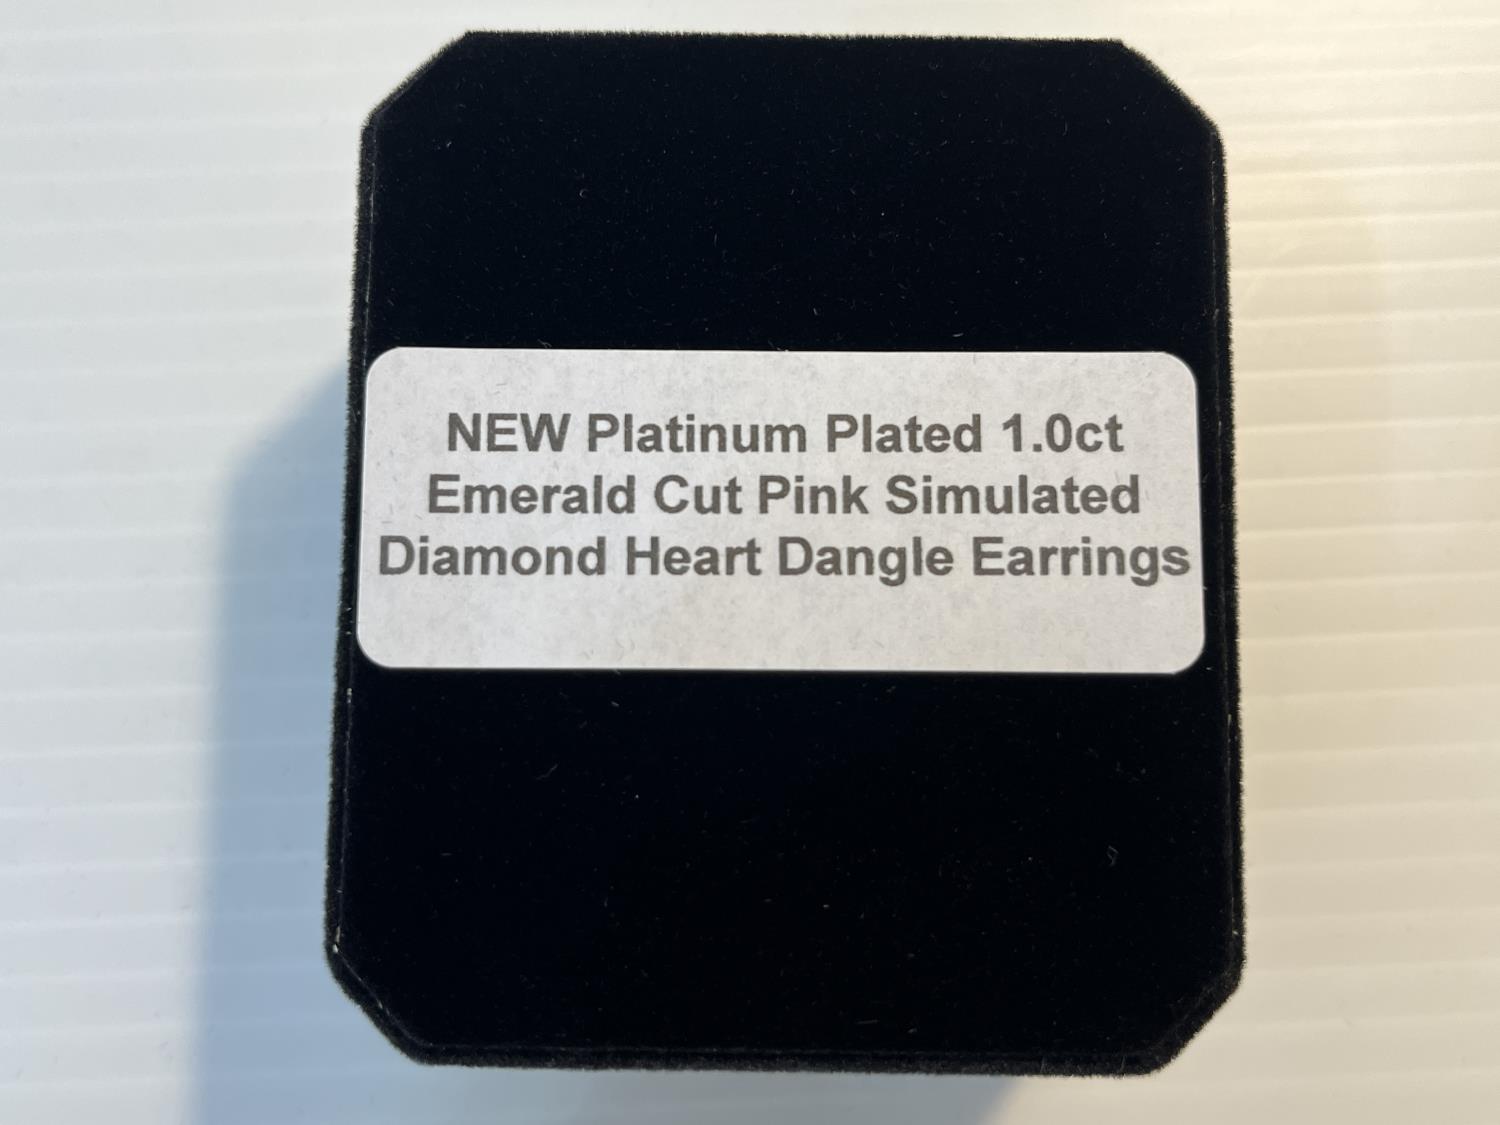 NEW Platinum Plated 1.0ct
Emerald Cut Pink Simulated
Diamond Heart Dangle Earrings